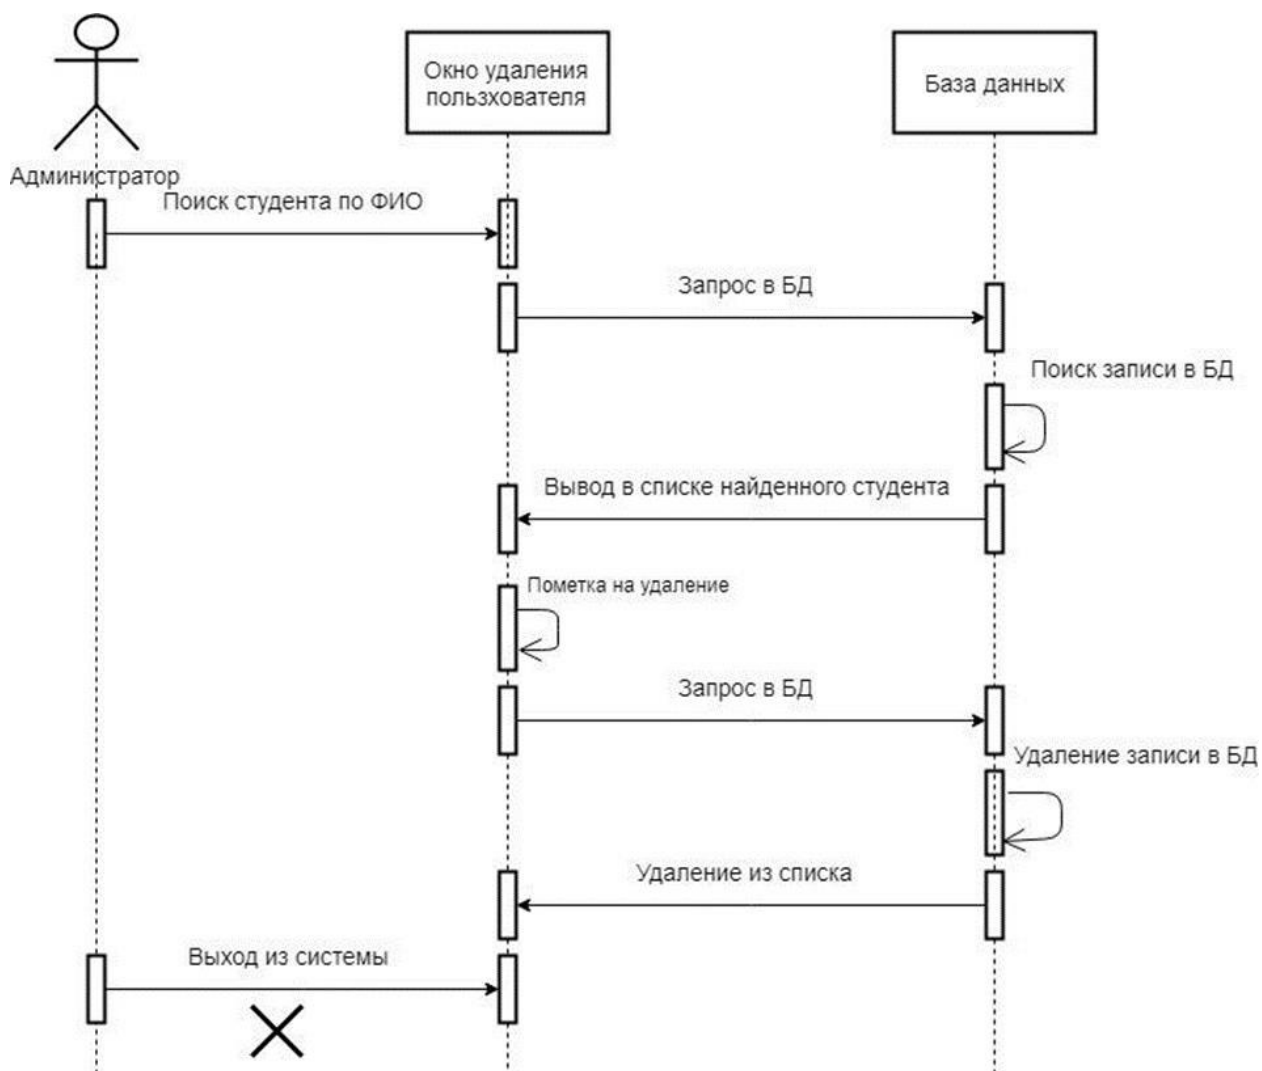 Окно удаления
пользхователя
База данных
Администратор
Поиск студента по ФИО
Запрос в БД
Поиск записи в БД
Вывод в списке найденного студента
Пометка на удаление
Запрос в БД
Удаление записи в БД
Удаление из списка
Выход из системы